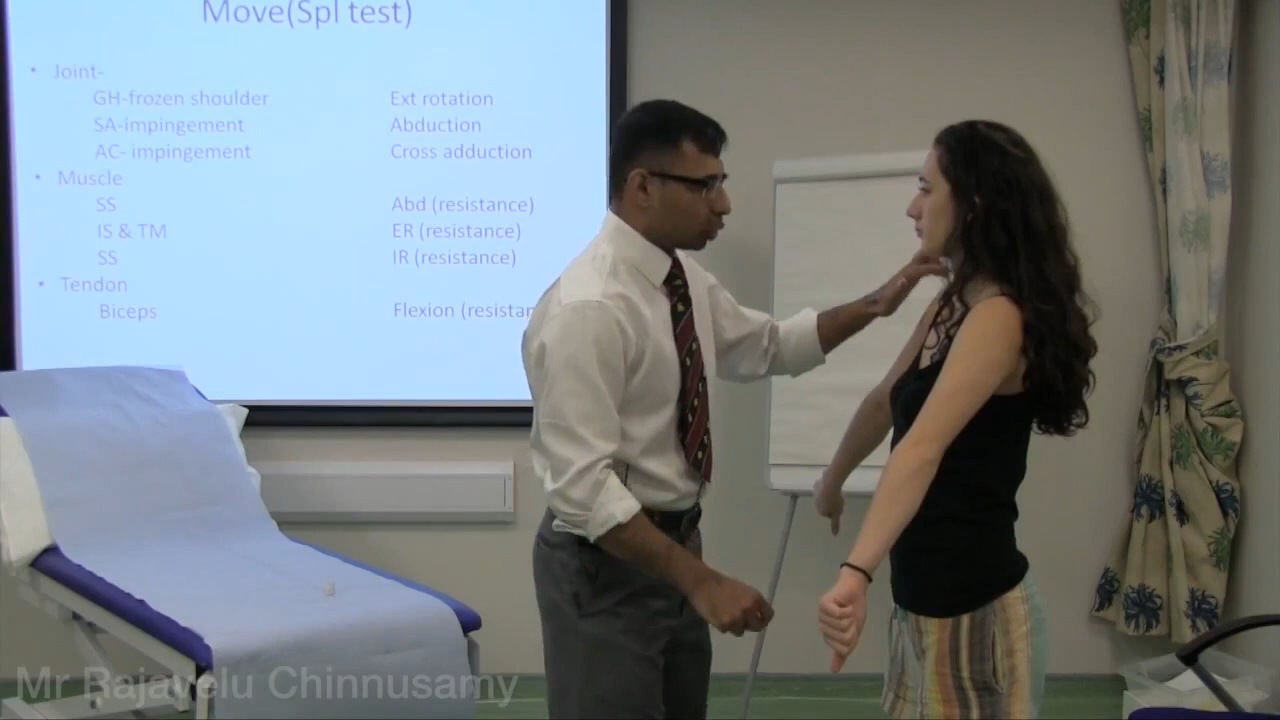 Move(Spl test)
• Joint-
GH-frozen shoulder Ext rotation
SA-impingement Abduction
AC- impingement Cross adduction
• Muscle
SS Abd (resistance)
IS & TM ER (resistance)
SS IR (resistance)
• Tendon
Biceps Flexion (resistan
Mr Rajavelu Chinnusamy